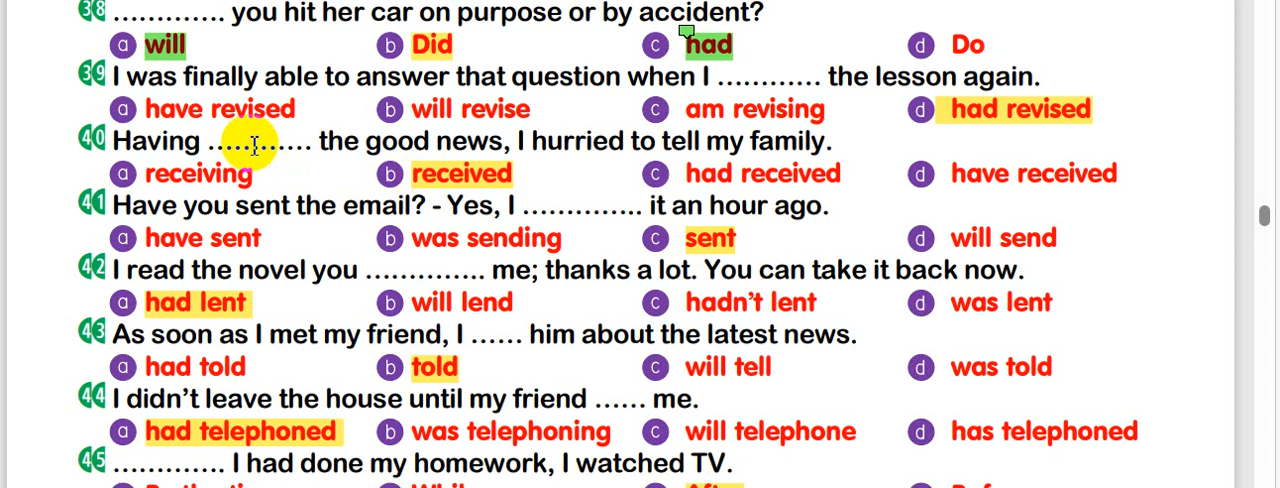 38 …………. you hit her car on purpose or by accident?
a will b Did c had d Do
39 I was finally able to answer that question when I ………… the lesson again.
a have revised b will revise c am revising d had revised
40 Having ………… the good news, I hurried to tell my family.
a receiving b received c had received d have received
41 Have you sent the email? - Yes, I ………….. it an hour ago.
a have sent b was sending c sent d will send
42 I read the novel you ………….. me; thanks a lot. You can take it back now.
a had lent b will lend c hadn't lent d was lent
43 As soon as I met my friend, I …… him about the latest news.
a had told b told c will tell d was told
44 I didn't leave the house until my friend …… me.
a had telephoned b was telephoning c will telephone d has telephoned
45 …………. I had done my homework, I watched TV.